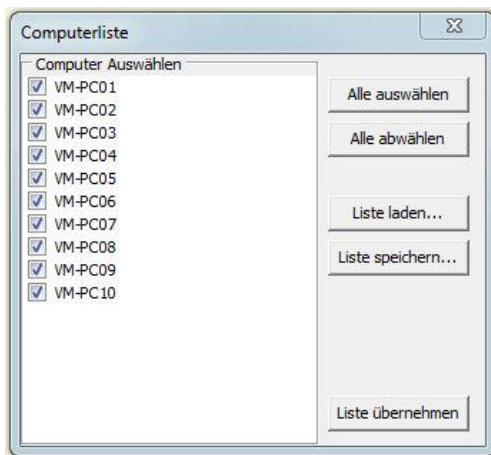 Computerliste
Computer Auswählen
VM-PC01
VM-PC02
VM-PC03
VM-PC04
VM-PC05
VM-PC06
VM-PC07
VM-PC08
VM-PC09
VM-PC10
Alle auswählen
Alle abwählen
Liste laden...
Liste speichern...
Liste übernehmen